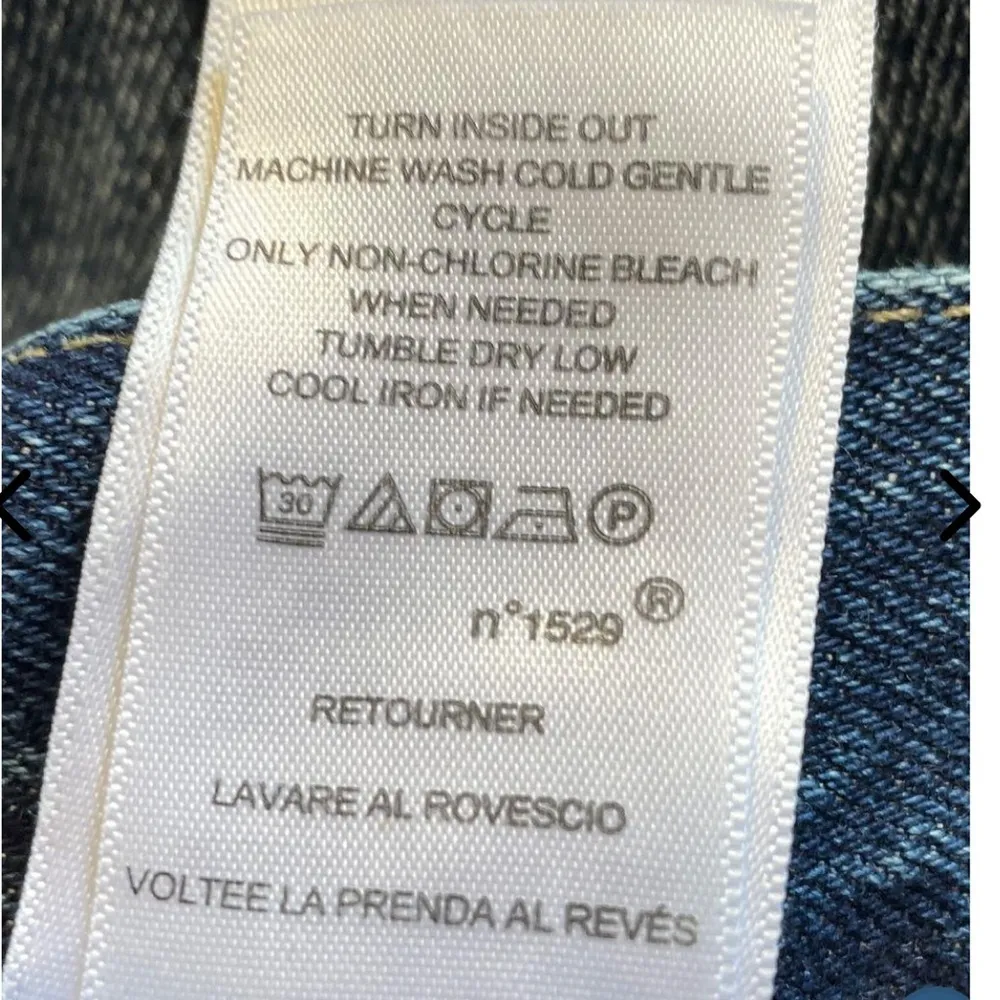 TURN INSIDE OUT
MACHINE WASH COLD GENTLE
CYCLE
ONLY NON-CHLORINE BLEACH
WHEN NEEDED
TUMBLE DRY LOW
COOL IRON IF NEEDED
30 P
n°1529 ®
RETOURNER
LAVARE AL ROVESCIO
VOLTEE LA PRENDA AL REVÉS